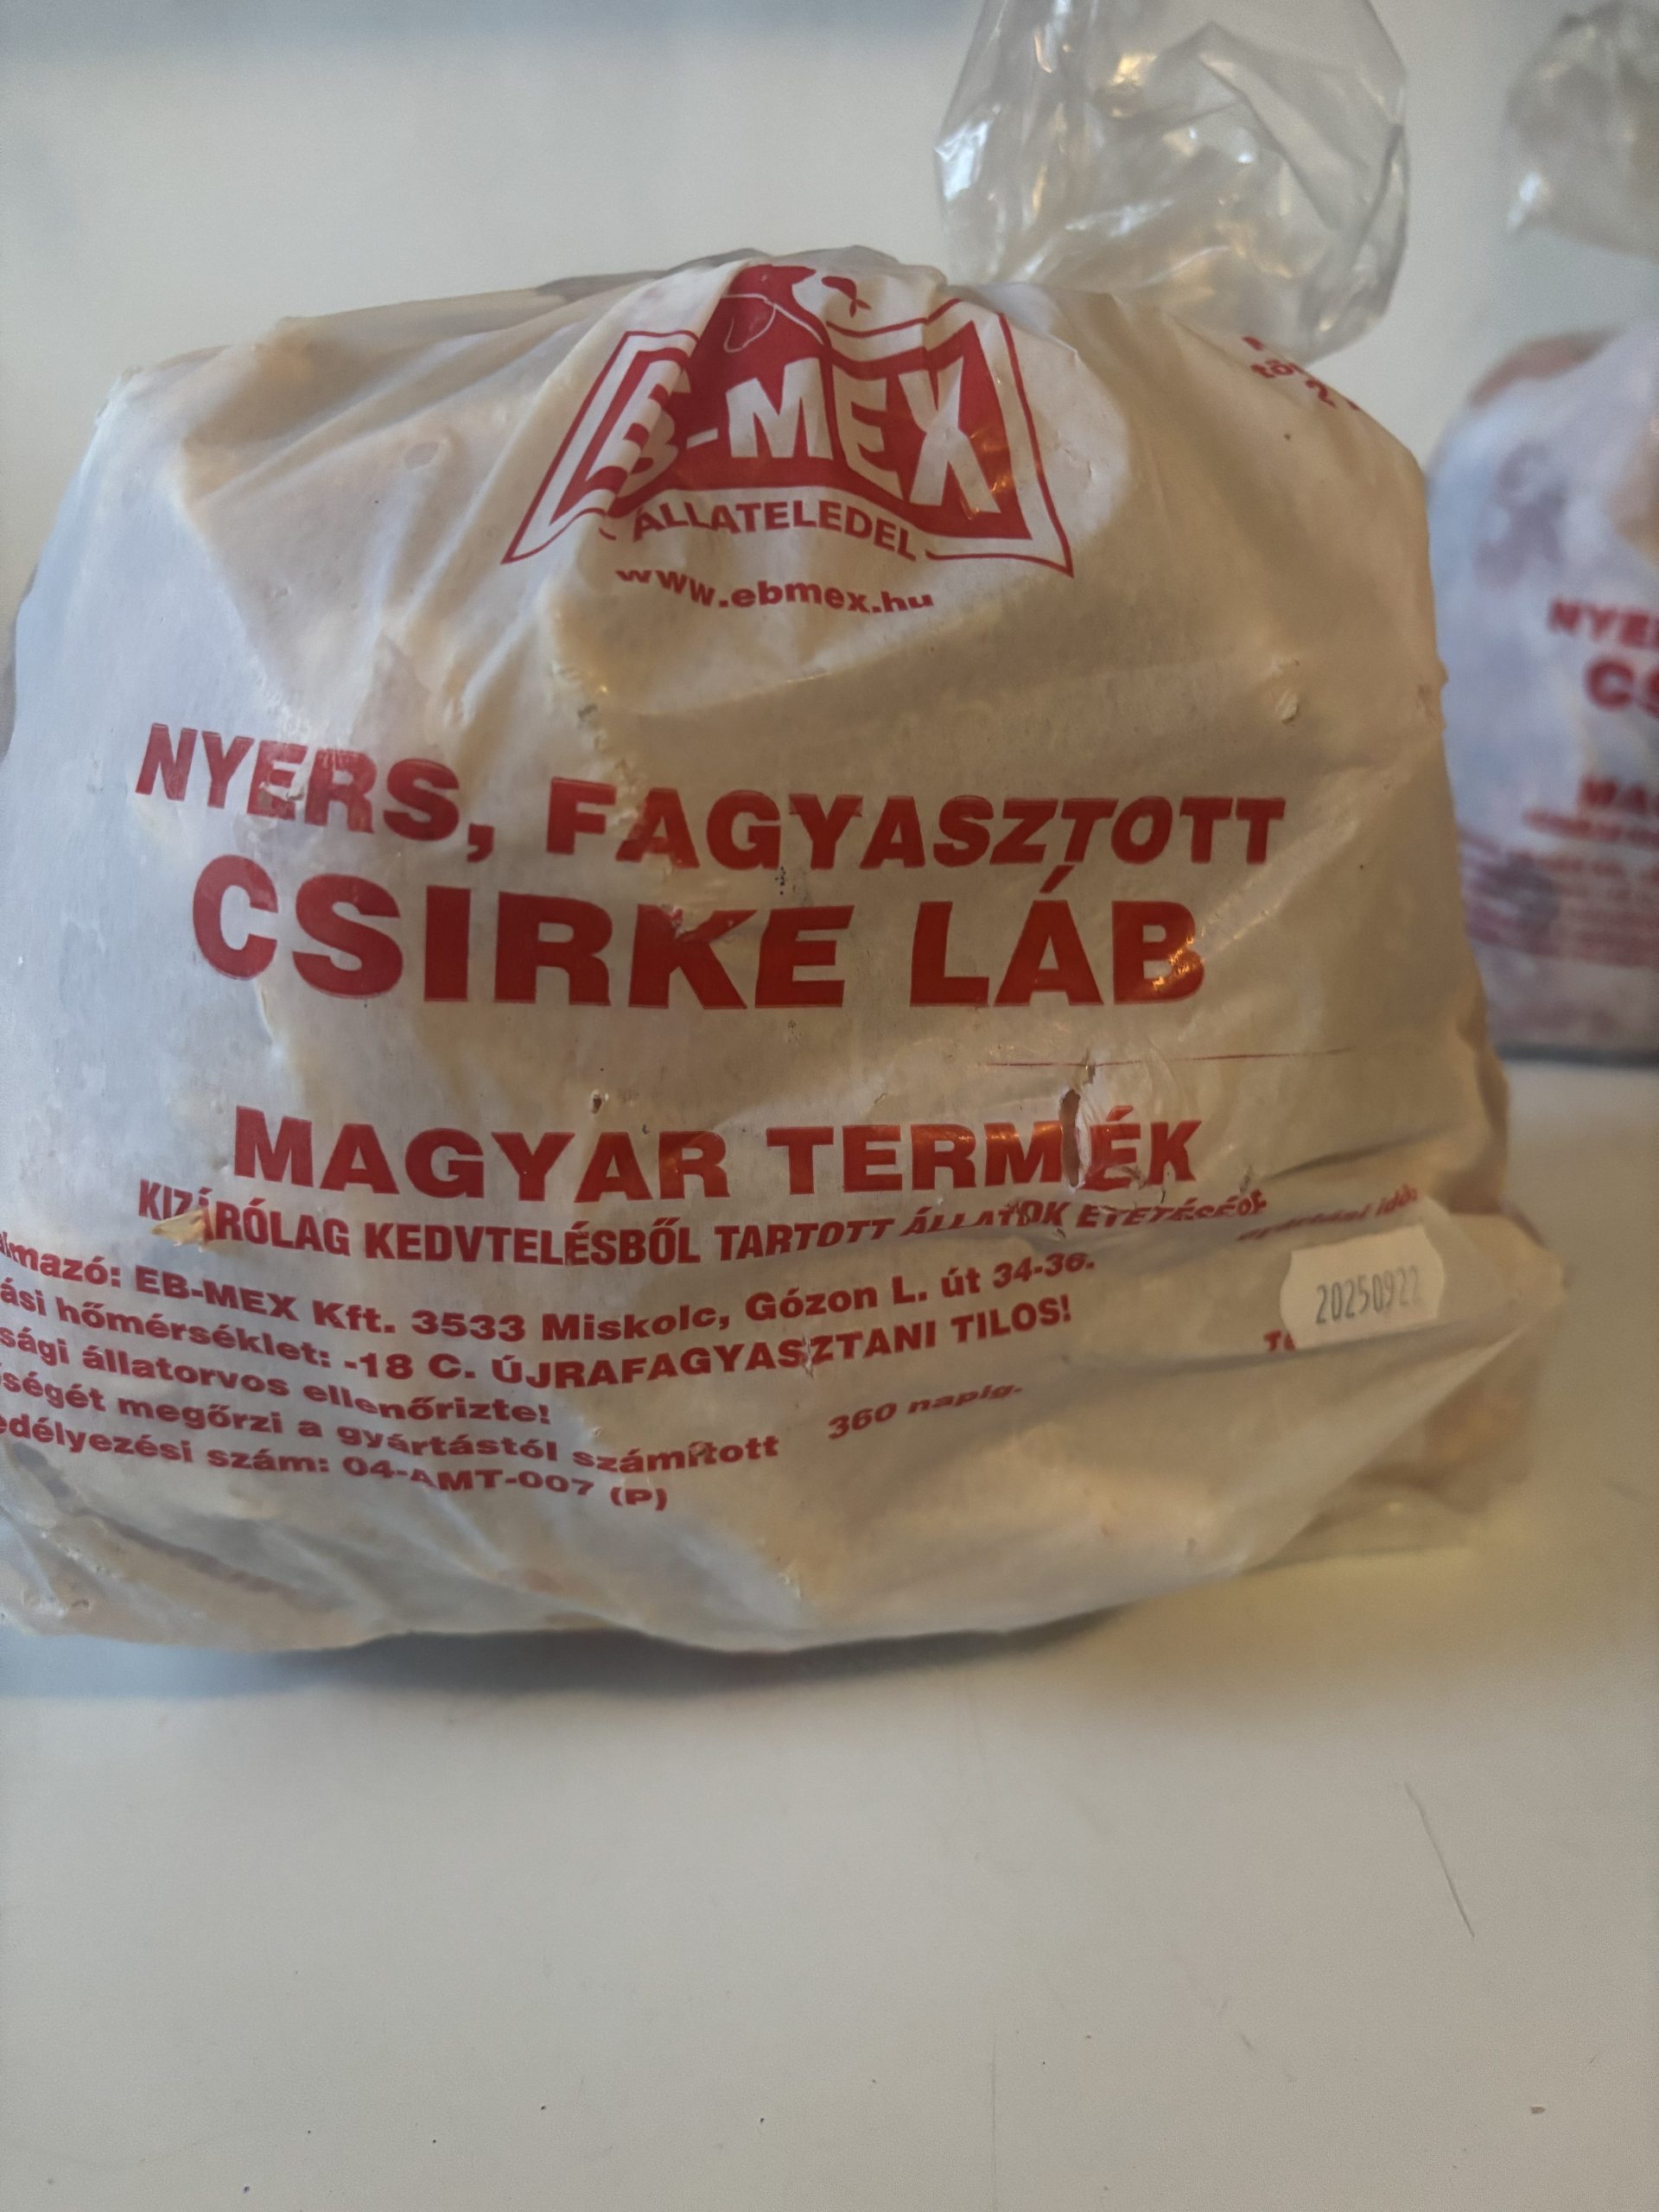 EB-MEX
ÁLLATELEDEL
www.ebmex.hu
NYERS, FAGYASZTOTT
CSIRKE LÁB
MAGYAR TERMÉK
KIZÁRÓLAG KEDVTELÉSBŐL TARTOTT ÁLLATOK ETETÉSÉRE
EB-MEX Kft. 3533 Miskolc, Gózon L. út 34-36.
hőmérséklet: -18 C. ÚJRAFAGYASZTANI TILOS!
állatorvos ellenőrizte!
megőrzi a gyártástól számított 360 napig.
szám: 04-AMT-007 (P)
20250922